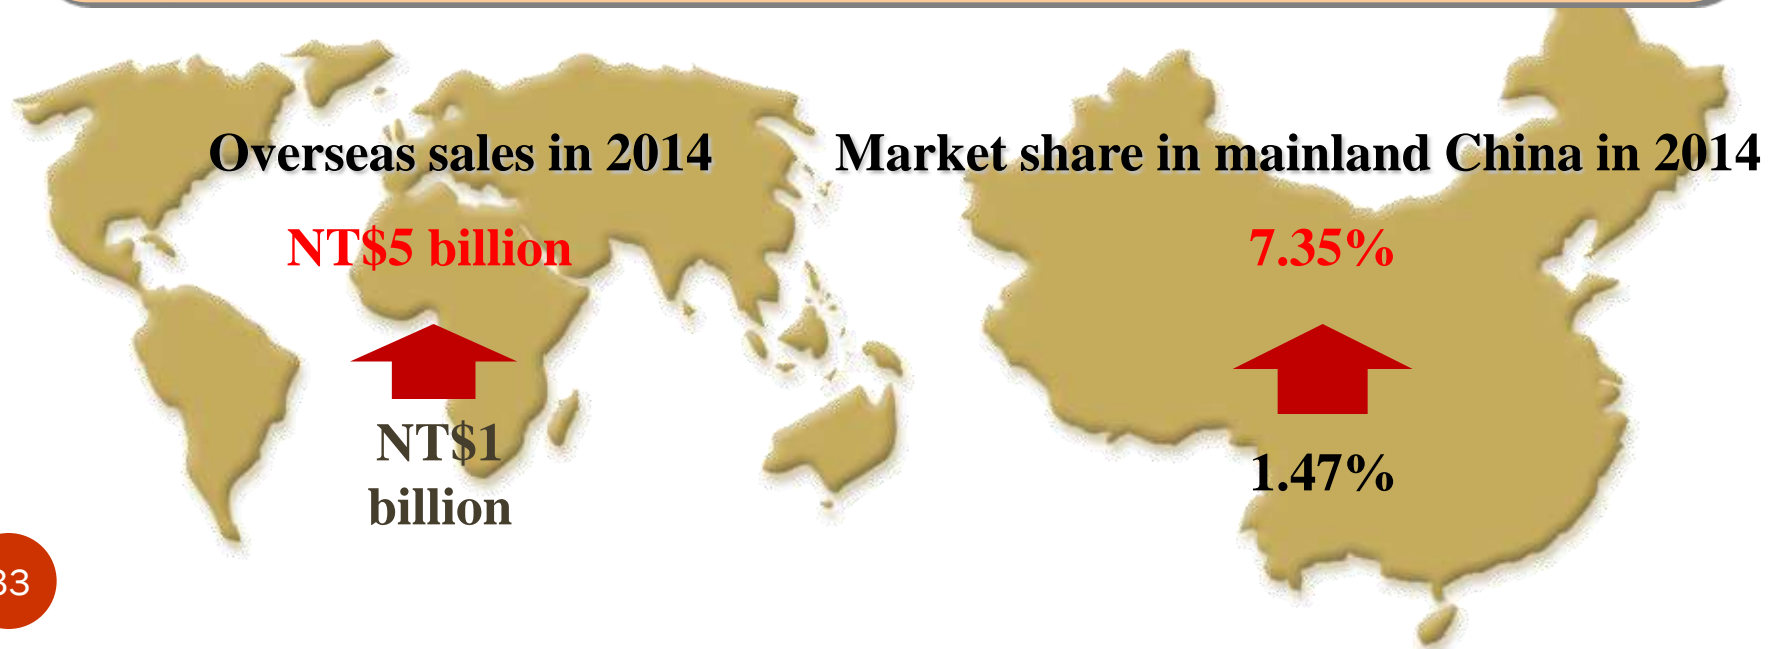 Overseas sales in 2014
NT$5 billion
NT$1
billion
Market share in mainland China in 2014
7.35%
1.47%
33